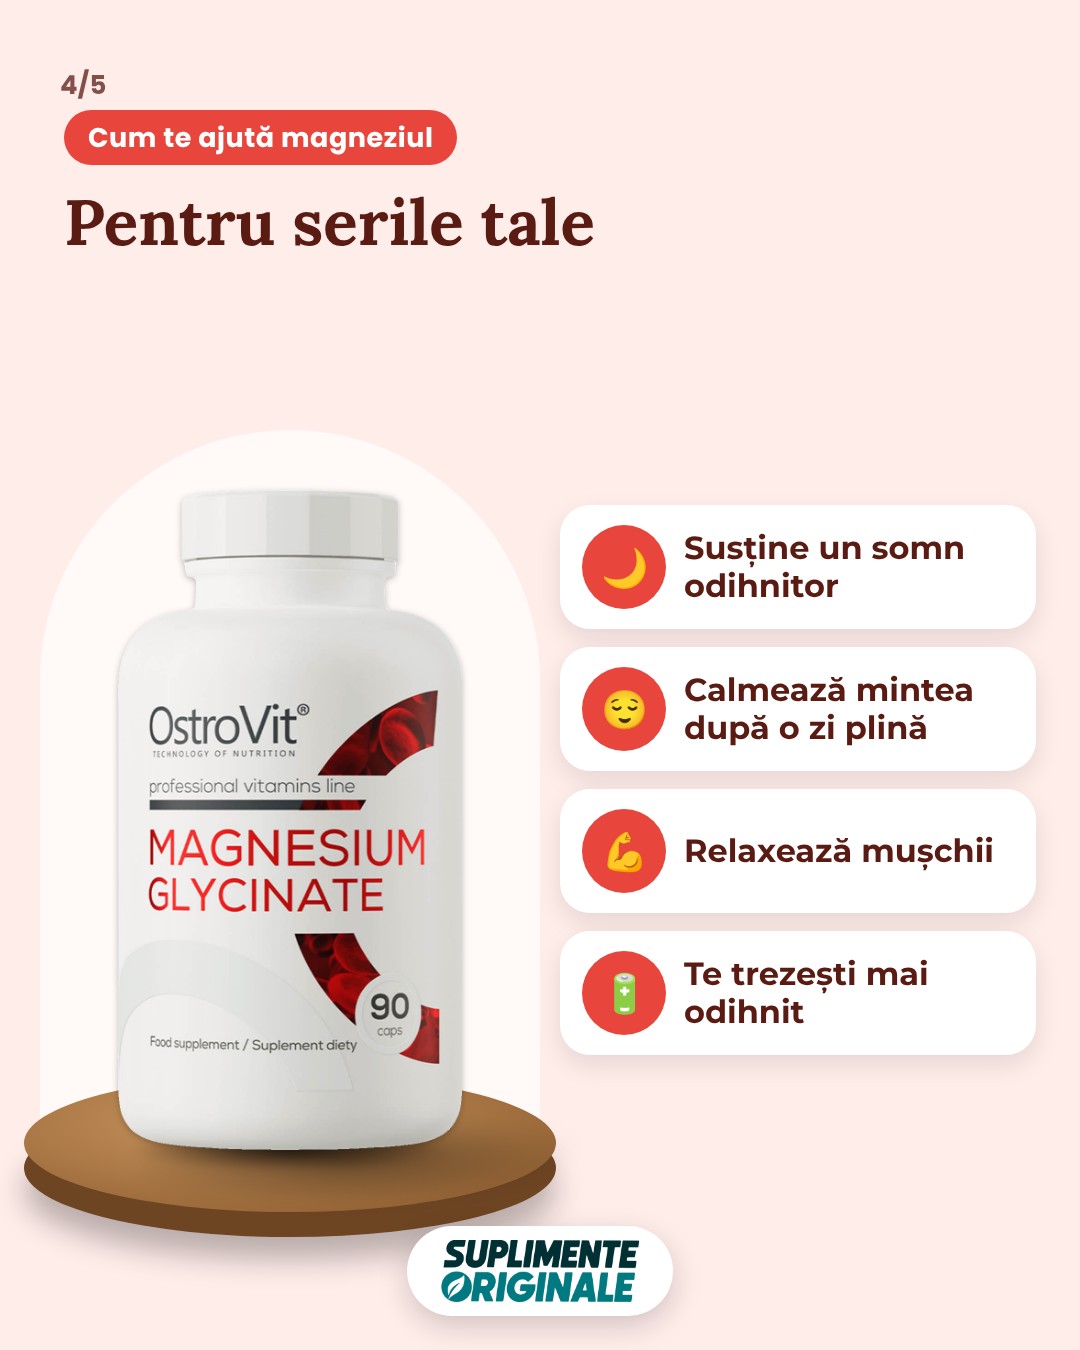 4/5
Cum te ajută magneziul
Pentru serile tale
OstroVit®
TECHNOLOGY OF NUTRITION
professional vitamins line
MAGNESIUM
GLYCINATE
90
caps
Food supplement / Suplement diety
Susține un somn
odihnitor
Calmează mintea
după o zi plină
Relaxează mușchii
Te trezești mai
odihnit
SUPLIMENTE
ORIGINALE